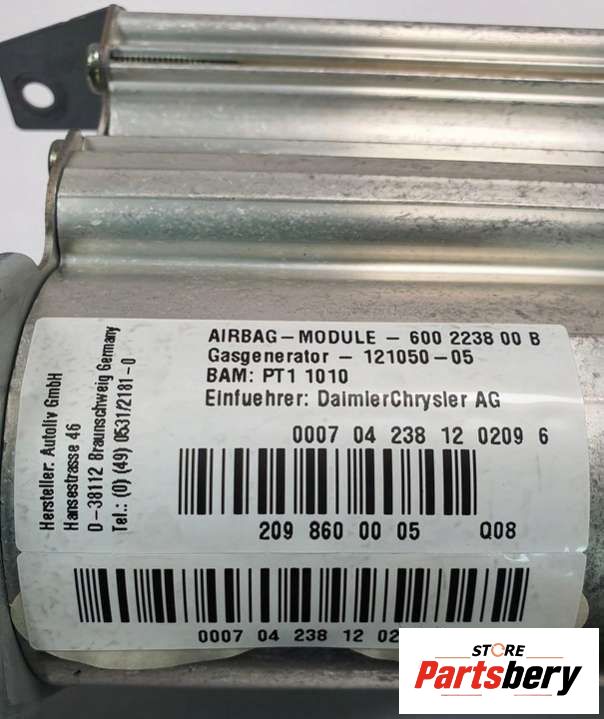 AIRBAG-MODULE - 600 2238 00 B
Gasgenerator - 121050-05
BAM: PT1 1010
Einfuehrer: DaimlerChrysler AG
Hersteller: Autoliv GmbH
Hansestrasse 46
D-38112 Braunschweig Germany
Tel.: (0) (49) 0531/2181-0
0007 04 238 12 0209 6
209 860 00 05 Q08
0007 04 238 12 02
STORE
Partsbery